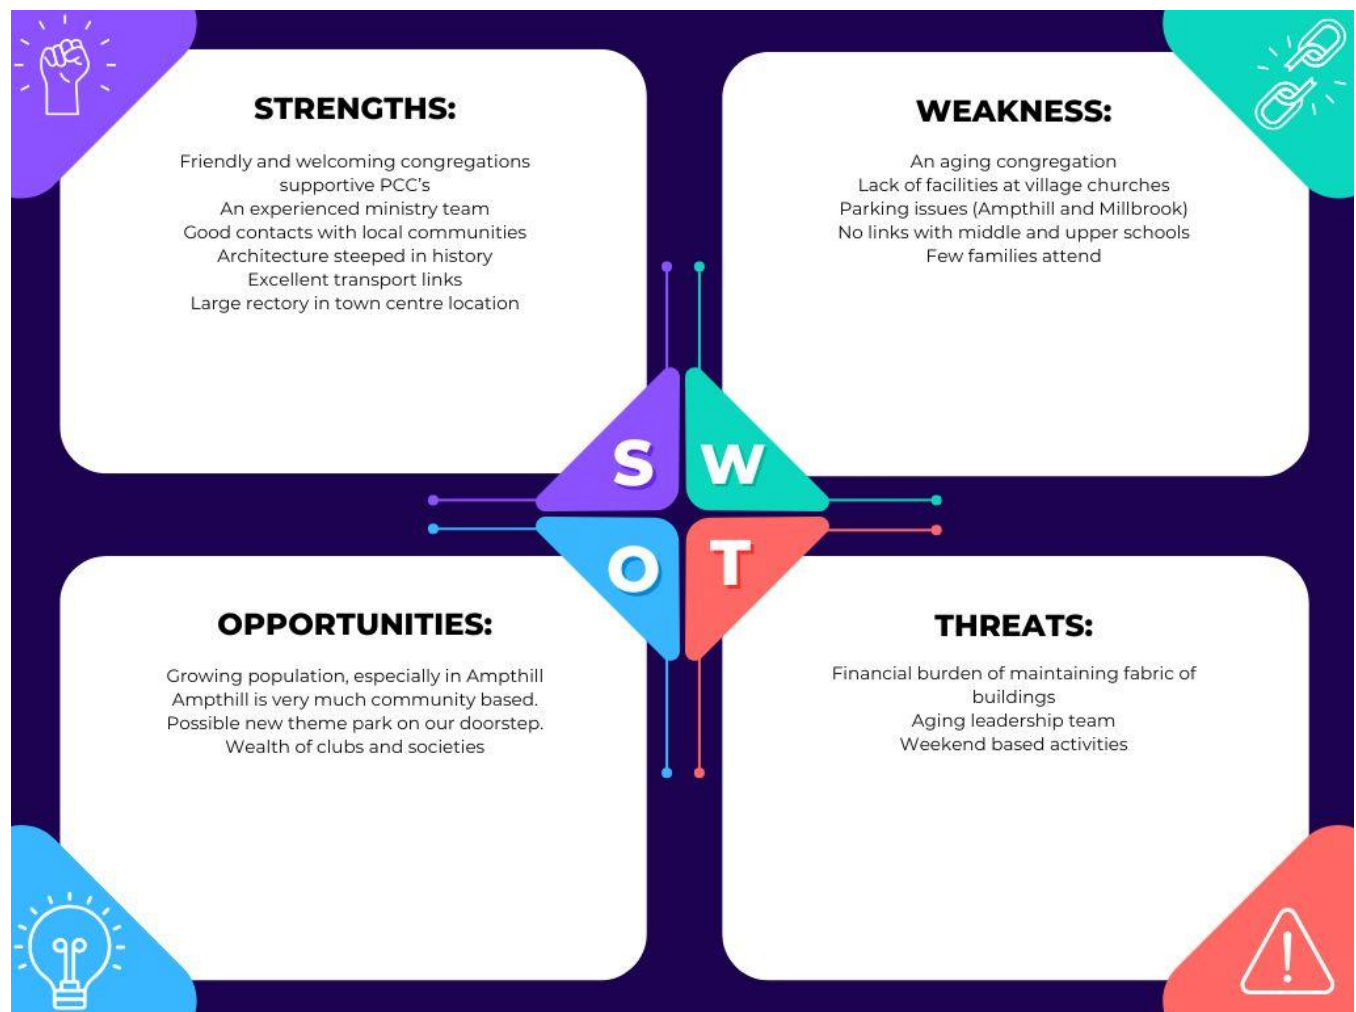 STRENGTHS:
Friendly and welcoming congregations
supportive PCC's
An experienced ministry team
Good contacts with local communities
Architecture steeped in history
Excellent transport links
Large rectory in town centre location
WEAKNESS:
An aging congregation
Lack of facilities at village churches
Parking issues (Ampthill and Millbrook)
No links with middle and upper schools
Few families attend
S
W
O
T
OPPORTUNITIES:
Growing population, especially in Ampthill
Ampthill is very much community based.
Possible new theme park on our doorstep.
Wealth of clubs and societies
THREATS:
Financial burden of maintaining fabric of
buildings
Aging leadership team
Weekend based activities